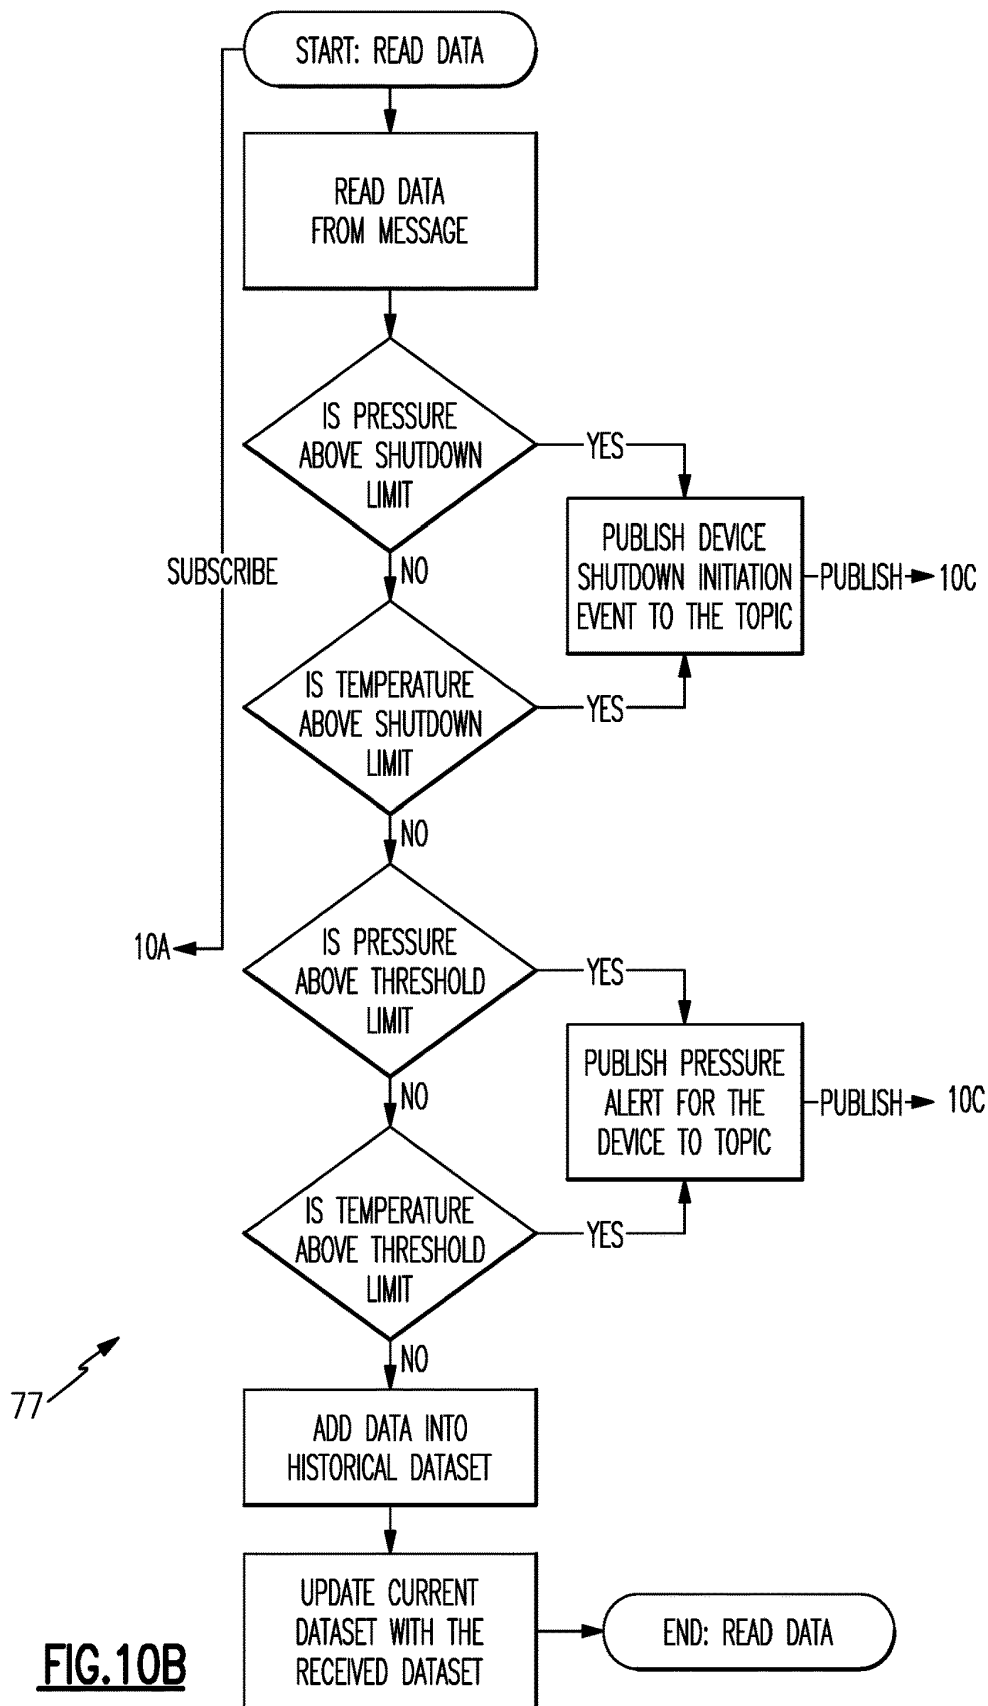 START: READ DATA
READ DATA
FROM MESSAGE
IS PRESSURE
ABOVE SHUTDOWN
LIMIT
YES
NO
PUBLISH DEVICE
SHUTDOWN INITIATION
EVENT TO THE TOPIC
PUBLISH
10C
SUBSCRIBE
IS TEMPERATURE
ABOVE SHUTDOWN
LIMIT
YES
NO
10A
IS PRESSURE
ABOVE THRESHOLD
LIMIT
YES
NO
PUBLISH PRESSURE
ALERT FOR THE
DEVICE TO TOPIC
PUBLISH
10C
IS TEMPERATURE
ABOVE THRESHOLD
LIMIT
YES
NO
77
ADD DATA INTO
HISTORICAL DATASET
UPDATE CURRENT
DATASET WITH THE
RECEIVED DATASET
END: READ DATA
FIG.10B